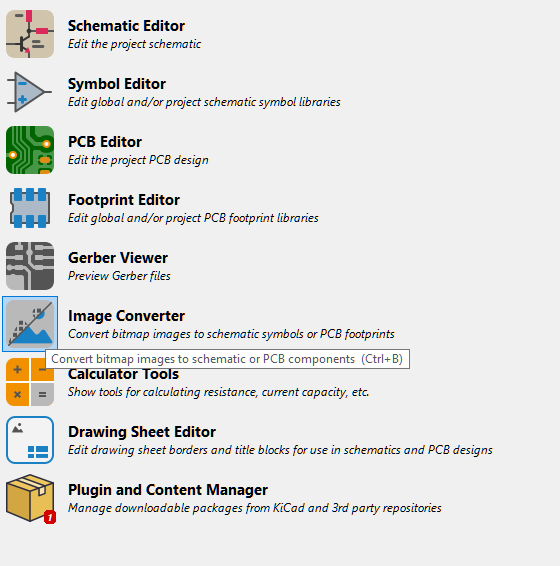 Schematic Editor
Edit the project schematic
Symbol Editor
Edit global and/or project schematic symbol libraries
PCB Editor
Edit the project PCB design
Footprint Editor
Edit global and/or project PCB footprint libraries
Gerber Viewer
Preview Gerber files
Image Converter
Convert bitmap images to schematic symbols or PCB footprints
Convert bitmap images to schematic or PCB components (Ctrl+B)
Calculator Tools
Show tools for calculating resistance, current capacity, etc.
Drawing Sheet Editor
Edit drawing sheet borders and title blocks for use in schematics and PCB designs
Plugin and Content Manager
Manage downloadable packages from KiCad and 3rd party repositories
1